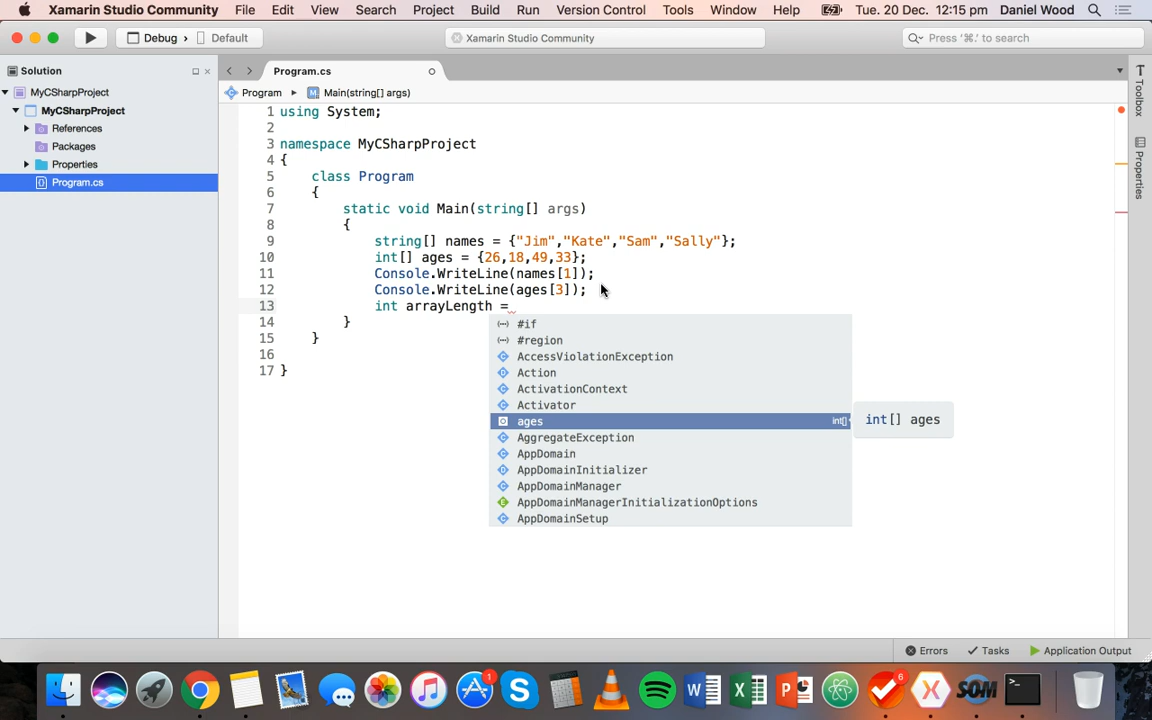 Xamarin Studio Community File Edit View Search Project Build Run Version Control Tools Window Help Tue. 20 Dec. 12:15 pm Daniel Wood
Debug › Default
Xamarin Studio Community
Press '⌘.' to search
Solution
Program.cs
MyCSharpProject
Program ▸ Main(string[] args)
MyCSharpProject
References
Packages
Properties
Program.cs
Toolbox
Properties
1 using System;
2
3 namespace MyCSharpProject
4 {
5 class Program
6 {
7 static void Main(string[] args)
8 {
9 string[] names = {"Jim","Kate","Sam","Sally"};
10 int[] ages = {26,18,49,33};
11 Console.WriteLine(names[1]);
12 Console.WriteLine(ages[3]);
13 int arrayLength =
14 }
15 }
16
17 }
#if
#region
AccessViolationException
Action
ActivationContext
Activator
ages int[]
int[] ages
AggregateException
AppDomain
AppDomainInitializer
AppDomainManager
AppDomainManagerInitializationOptions
AppDomainSetup
Errors Tasks Application Output
1
6
SOM